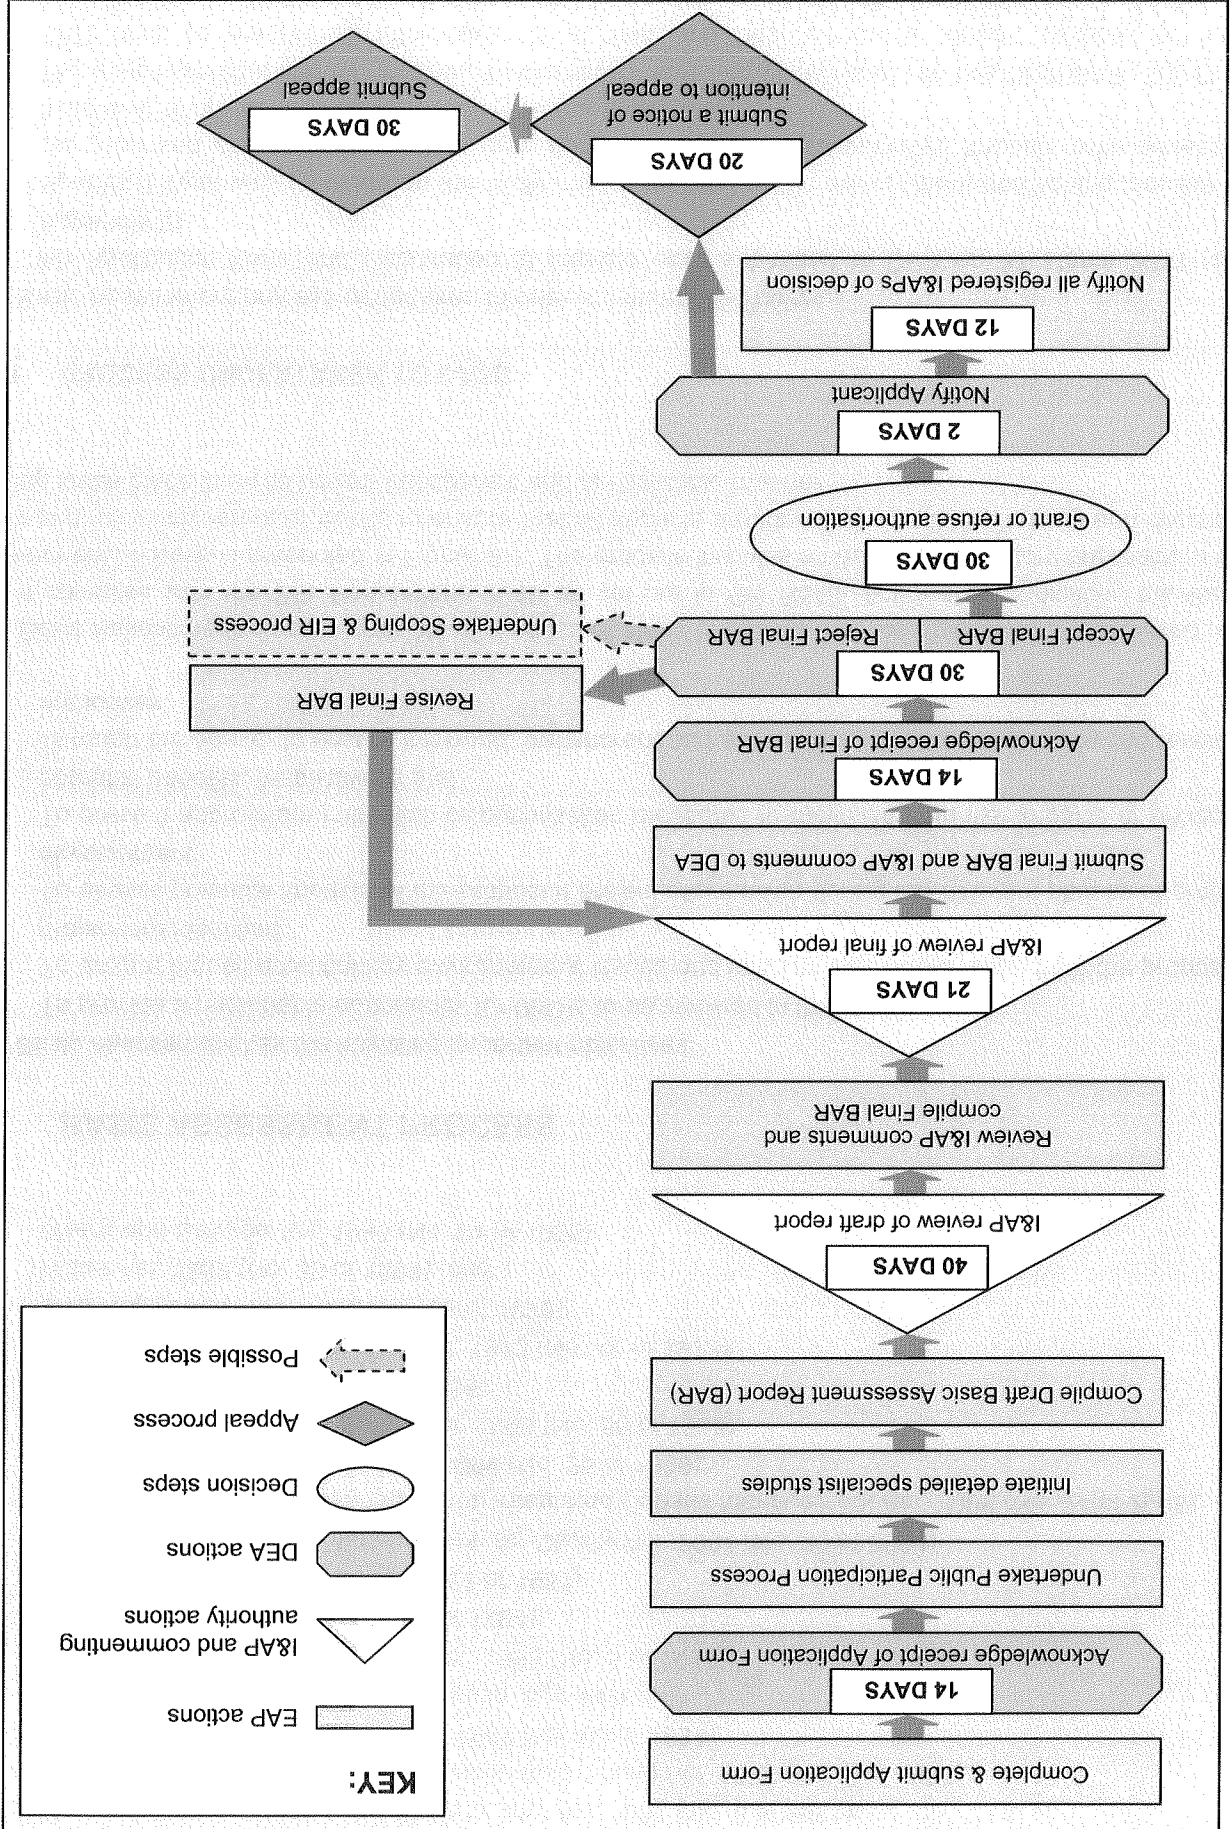 Complete & submit Application Form
14 DAYS
Acknowledge receipt of Application Form
Undertake Public Participation Process
Initiate detailed specialist studies
Compile Draft Basic Assessment Report (BAR)
40 DAYS
I&AP review of draft report
Review I&AP comments and
compile Final BAR
21 DAYS
I&AP review of final report
Submit Final BAR and I&AP comments to DEA
14 DAYS
Acknowledge receipt of Final BAR
30 DAYS
Accept Final BAR
Reject Final BAR
Revise Final BAR
Undertake Scoping & EIR process
30 DAYS
Grant or refuse authorisation
2 DAYS
Notify Applicant
12 DAYS
Notify all registered I&APs of decision
20 DAYS
Submit a notice of
intention to appeal
30 DAYS
Submit appeal
KEY:
EAP actions
I&AP and commenting
authority actions
DEA actions
Decision steps
Appeal process
Possible steps